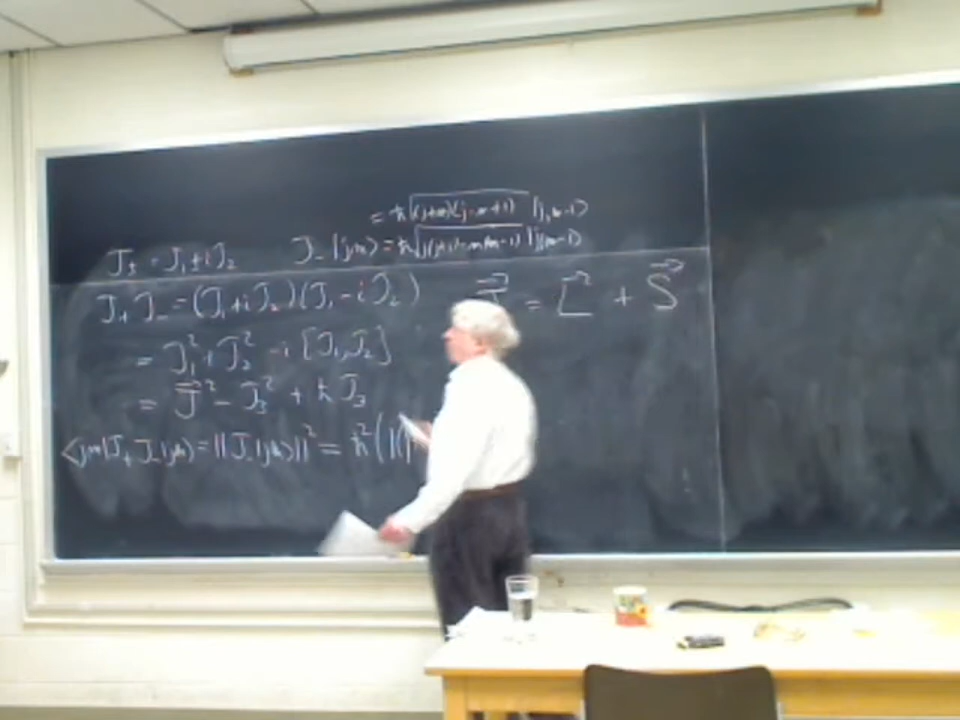 = ħ√(j+m)(j-m+1) |j,m-1⟩
J± = J₁ ± iJ₂   J₋|jm⟩ = ħ√j(j+1)-m(m-1) |j,m-1⟩
J₊J₋ = (J₁+iJ₂)(J₁-iJ₂)   J⃗ = L⃗ + S⃗
= J₁² + J₂² - i[J₁,J₂]
= J⃗² - J₃² + ħJ₃
⟨jm|J₊J₋|jm⟩ = ||J₋|jm⟩||² = ħ²(